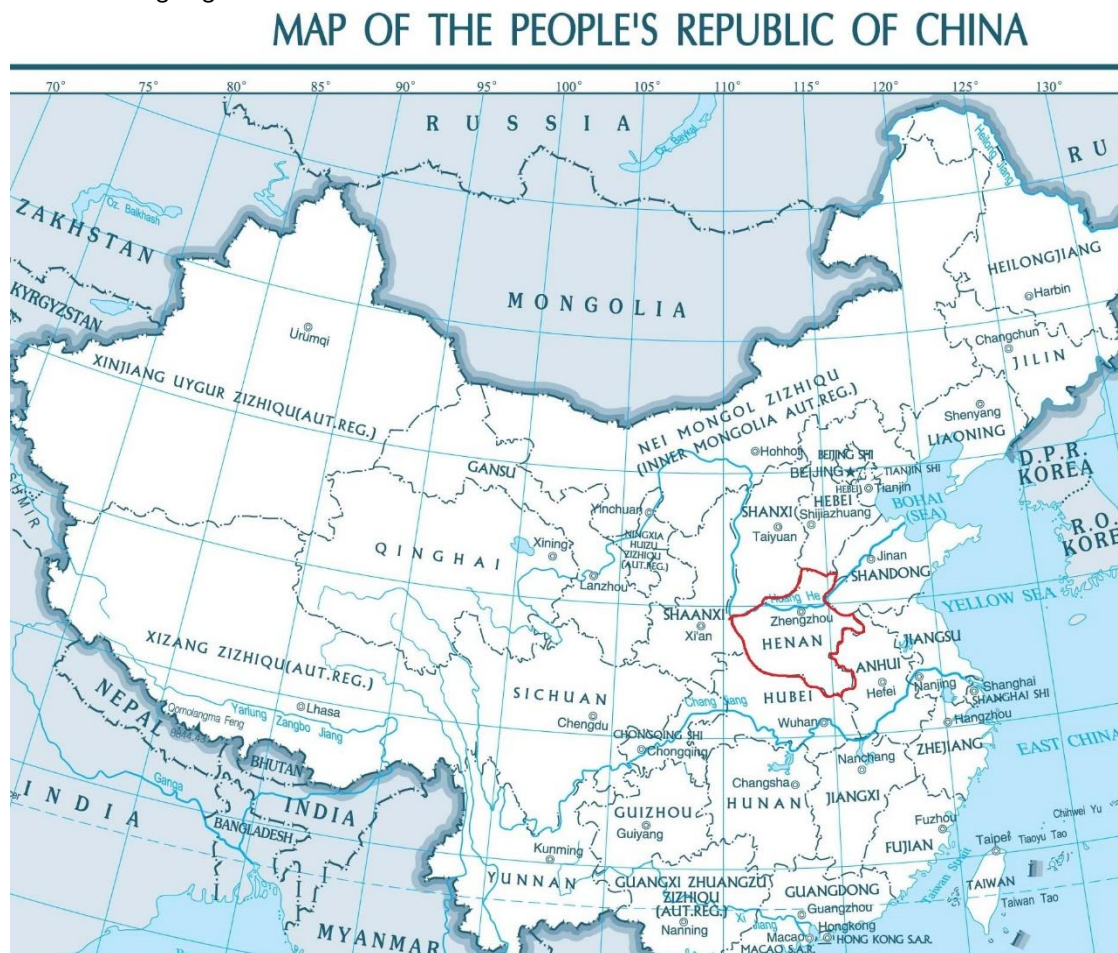 MAP OF THE PEOPLE'S REPUBLIC OF CHINA
70° 75° 80° 85° 90° 95° 100° 105° 110° 115° 120° 125° 130°
RUSSIA
Oz. Baykal
Heilong Jiang
RU
Oz. Balkhash
ZAKHSTAN
HEILONGJIANG
Harbin
KYRGYZSTAN
MONGOLIA
Urumqi
Changchun
JILIN
XINJIANG UYGUR ZIZHIQU(AUT.REG.)
NEI MONGOL ZIZHIQU
(INNER MONGOLIA AUT.REG.)
Shenyang
LIAONING
Hohhot
BEIJING SHI
BEIJING
TIANJIN SHI
D.P.R.
KOREA
GANSU
HEBEI
Tianjin
HEBEI
BOHAI
(SEA)
SHANXI
Shijiazhuang
Taiyuan
Yinchuan
NINGXIA
HUIZU
ZIZHIQU
(AUT.REG.)
R.O.
KORE
QINGHAI
Xining
Lanzhou
Jinan
SHANDONG
Huang He
YELLOW SEA
SHAANXI
Xi'an
Zhengzhou
HENAN
JIANGSU
XIZANG ZIZHIQU(AUT.REG.)
ANHUI
SICHUAN
HUBEI
Hefei
Nanjing
Shanghai
SHANGHAI SHI
NEPAL
Qomolangma Feng
Yarlung Zangbo Jiang
Lhasa
Chengdu
Chang Jiang
Wuhan
Hangzhou
CHONGQING SHI
Chongqing
ZHEJIANG
EAST CHINA
BHUTAN
Nanchang
Ganga
INDIA
INDIA
Changsha
HUNAN
JIANGXI
GUIZHOU
Guiyang
BANGLADESH
Fuzhou
Chihwei Yu
Kunming
FUJIAN
Taipei
Tiaoyu Tao
YUNNAN
GUANGXI ZHUANGZU
ZIZHIQU
(AUT.REG.)
GUANGDONG
Guangzhou
TAIWAN
Taiwan Tao
Xi Jiang
Nanning
Hongkong
Macao
HONG KONG S.A.R.
MACAO S.A.R.
MYANMAR